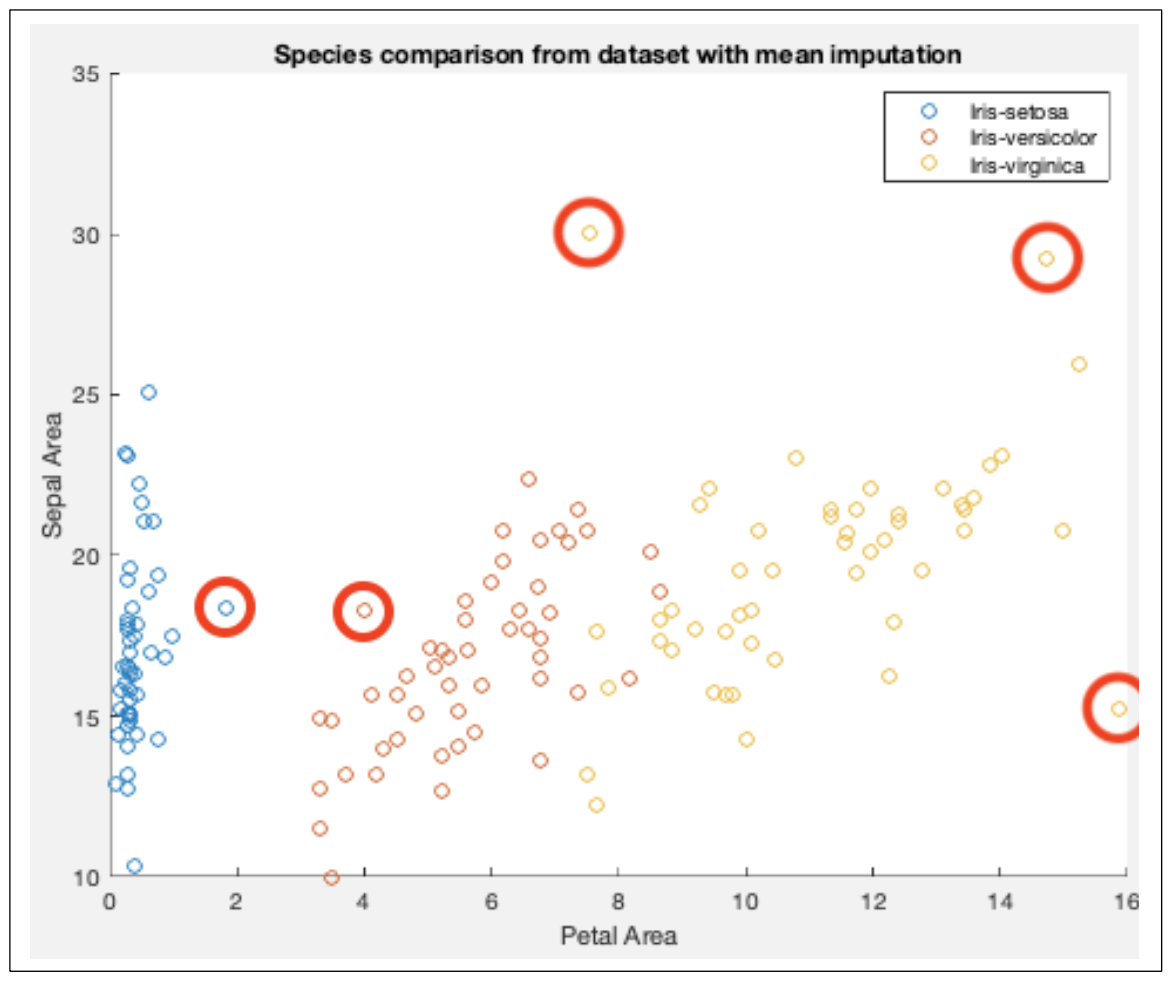 Species comparison from dataset with mean imputation
35
30
25
20
15
10
Sepal Area
Iris-setosa
Iris-versicolor
Iris-virginica
0 2 4 6 8 10 12 14 16
Petal Area